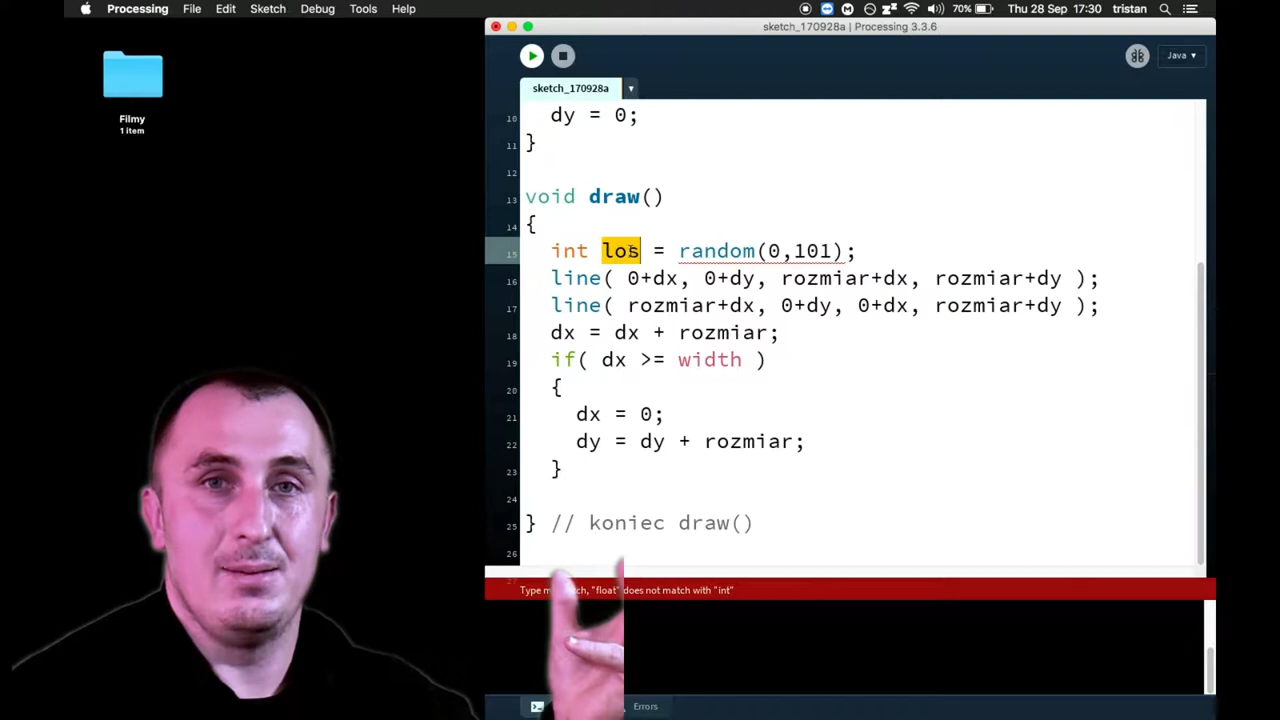 Processing File Edit Sketch Debug Tools Help 70% Thu 28 Sep 17:30 tristan
sketch_170928a | Processing 3.3.6
Java ▾
sketch_170928a
Filmy
1 item
10 dy = 0;
11 }
12
13 void draw()
14 {
15 int los = random(0,101);
16 line( 0+dx, 0+dy, rozmiar+dx, rozmiar+dy );
17 line( rozmiar+dx, 0+dy, 0+dx, rozmiar+dy );
18 dx = dx + rozmiar;
19 if( dx >= width )
20 {
21 dx = 0;
22 dy = dy + rozmiar;
23 }
24
25 } // koniec draw()
26
27
Type "float" does not match with "int"
Errors